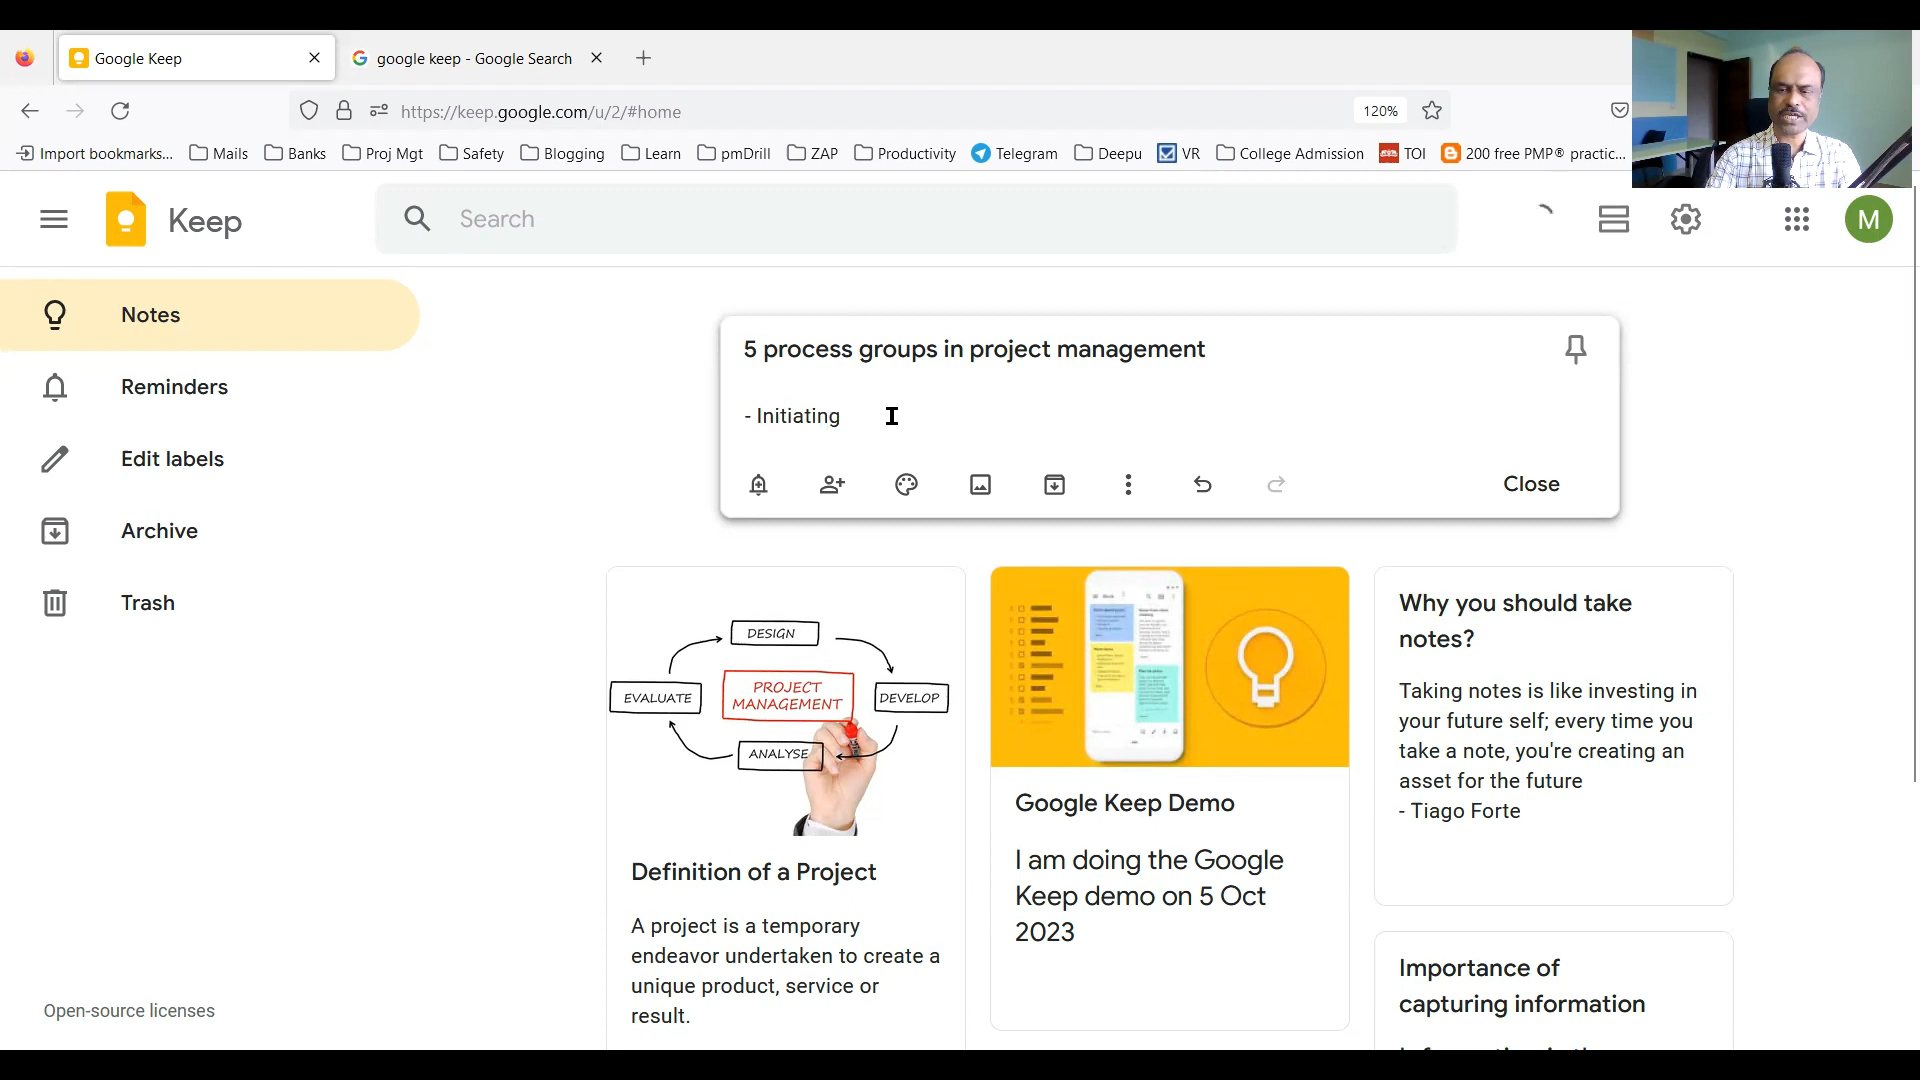 Google Keep
google keep - Google Search
https://keep.google.com/u/2/#home
120%
Import bookmarks...
Mails
Banks
Proj Mgt
Safety
Blogging
Learn
pmDrill
ZAP
Productivity
Telegram
Deepu
VR
College Admission
TOI
200 free PMP® practic...
Keep
Search
M
Notes
Reminders
Edit labels
Archive
Trash
Open-source licenses
5 process groups in project management
- Initiating
Close
DESIGN
EVALUATE
PROJECT
MANAGEMENT
DEVELOP
ANALYSE
Definition of a Project
A project is a temporary
endeavor undertaken to create a
unique product, service or
result.
Google Keep Demo
I am doing the Google
Keep demo on 5 Oct
2023
Why you should take
notes?
Taking notes is like investing in
your future self; every time you
take a note, you're creating an
asset for the future
- Tiago Forte
Importance of
capturing information